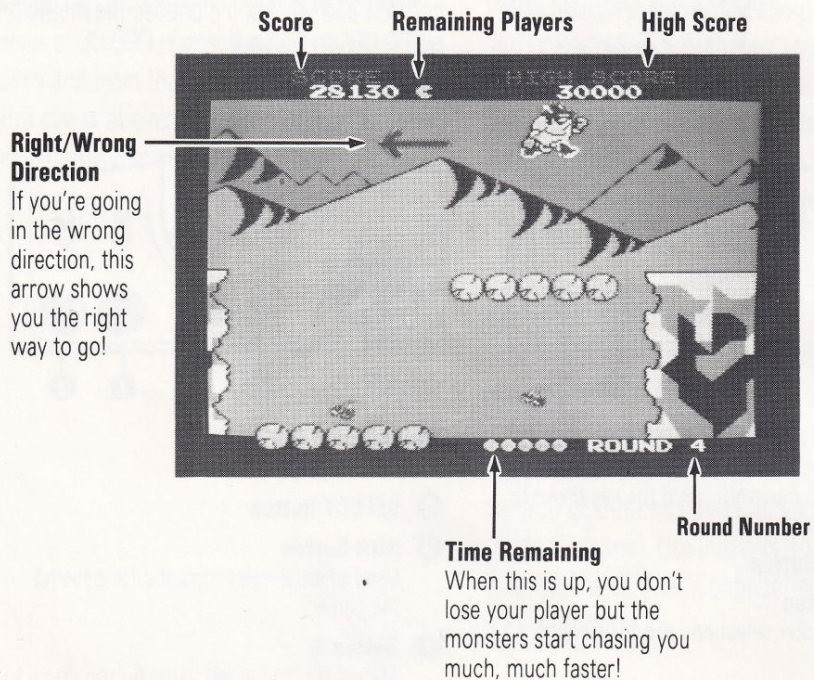 Score
Remaining Players
High Score
SCORE
HIGH SCORE
28130
30000
Right/Wrong
Direction
If you're going
in the wrong
direction, this
arrow shows
you the right
way to go!
ROUND 4
Round Number
Time Remaining
When this is up, you don't
lose your player but the
monsters start chasing you
much, much faster!